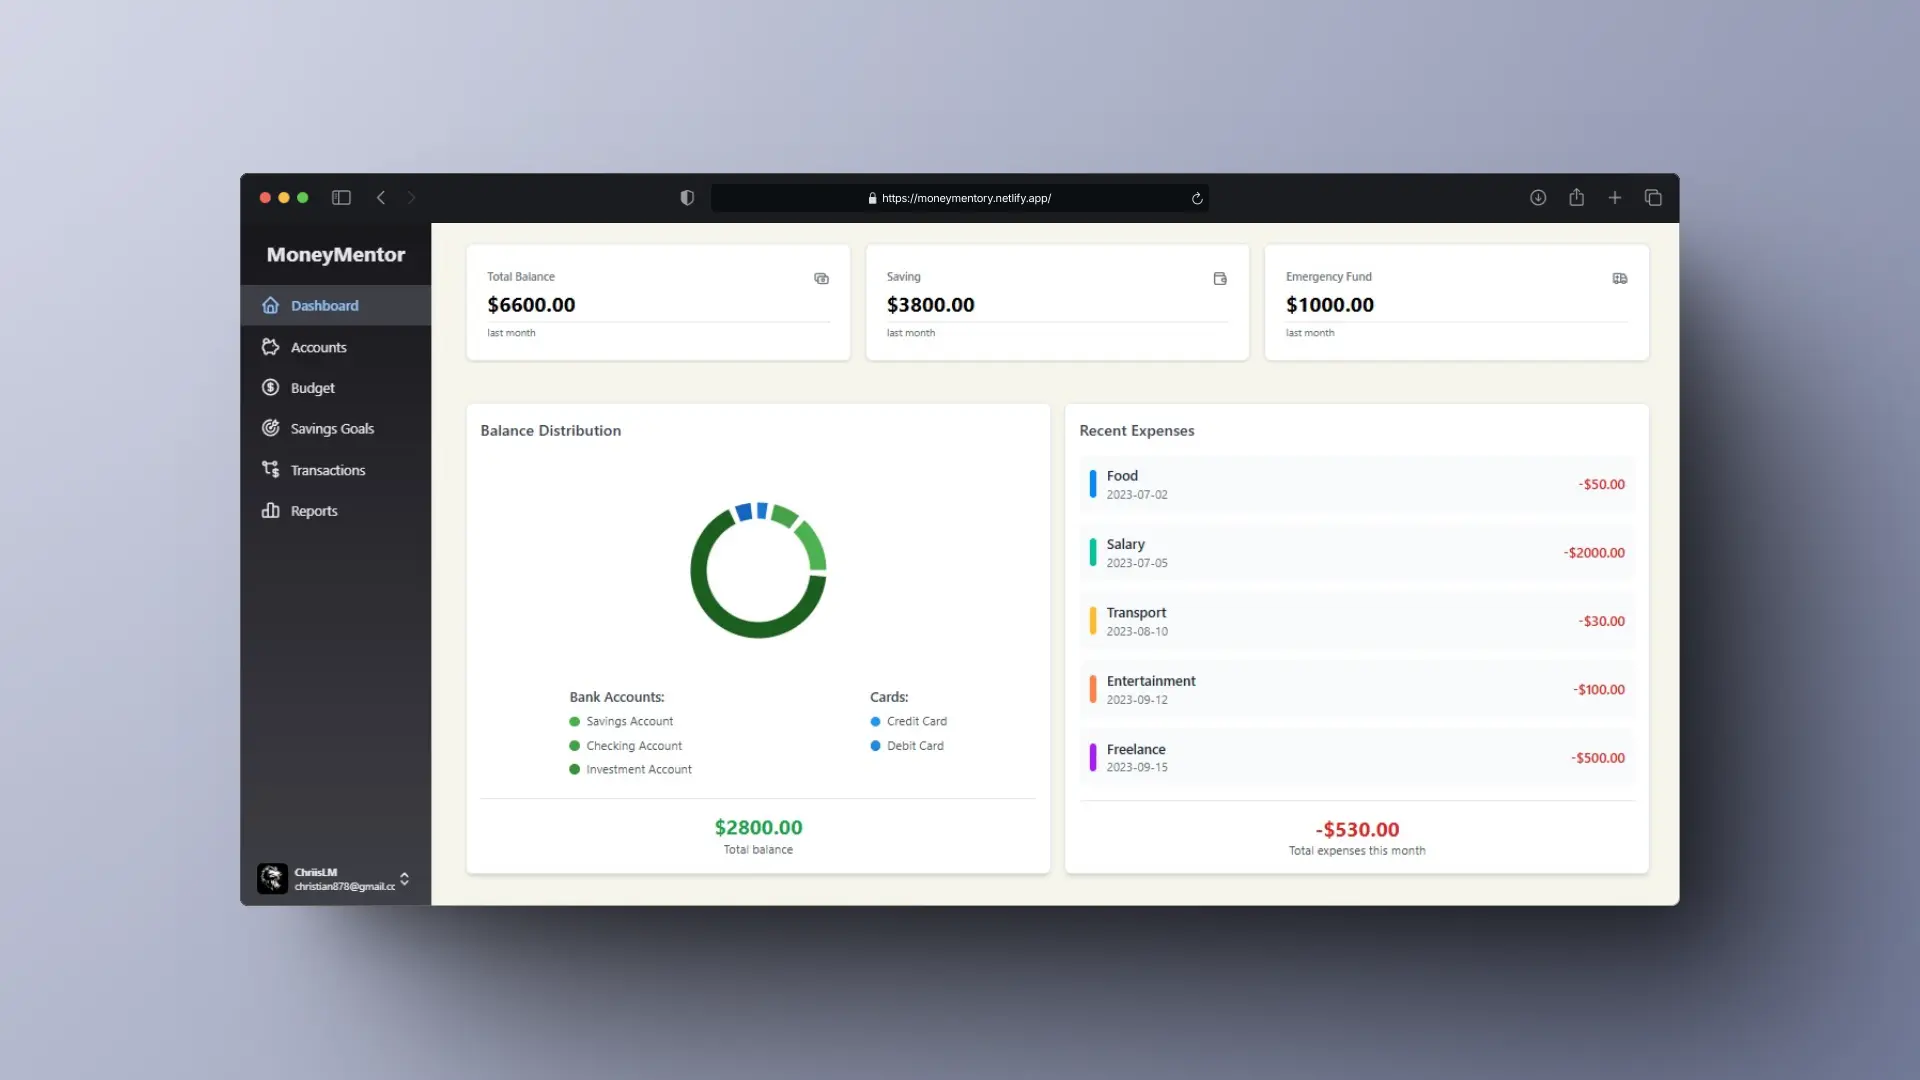 https://moneymentory.netlify.app/
MoneyMentor
Dashboard
Accounts
Budget
Savings Goals
Transactions
Reports
ChriisLM
christian878@gmail.cc
Total Balance
$6600.00
last month
Saving
$3800.00
last month
Emergency Fund
$1000.00
last month
Balance Distribution
Bank Accounts:
Savings Account
Checking Account
Investment Account
Cards:
Credit Card
Debit Card
$2800.00
Total balance
Recent Expenses
Food
2023-07-02
-$50.00
Salary
2023-07-05
-$2000.00
Transport
2023-08-10
-$30.00
Entertainment
2023-09-12
-$100.00
Freelance
2023-09-15
-$500.00
-$530.00
Total expenses this month